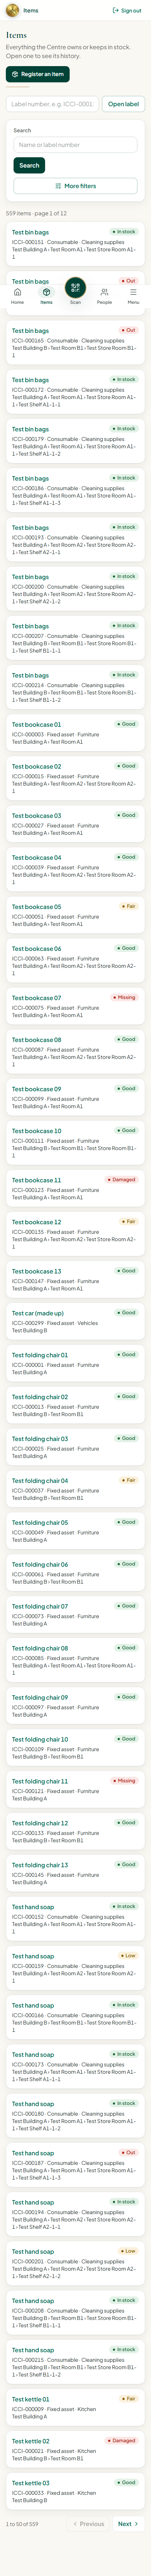 Items
Sign out
Items
Everything the Centre owns or keeps in stock.
Open one to see its history.
Register an item
Label number, e.g. ICCI-0001
Open label
Search
Name or label number
Search
More filters
559 items · page 1 of 12
Test bin bags
In stock
ICCI-000151 · Consumable · Cleaning supplies
Test Building A › Test Room A1 › Test Store Room A1-
1
Test bin bags
Out
Home
Items
Scan
People
Menu
Test bin bags
Out
ICCI-000165 · Consumable · Cleaning supplies
Test Building B › Test Room B1 › Test Store Room B1-
1
Test bin bags
In stock
ICCI-000172 · Consumable · Cleaning supplies
Test Building A › Test Room A1 › Test Store Room A1-
1 › Test Shelf A1-1-1
Test bin bags
In stock
ICCI-000179 · Consumable · Cleaning supplies
Test Building A › Test Room A1 › Test Store Room A1-
1 › Test Shelf A1-1-2
Test bin bags
In stock
ICCI-000186 · Consumable · Cleaning supplies
Test Building A › Test Room A1 › Test Store Room A1-
1 › Test Shelf A1-1-3
Test bin bags
In stock
ICCI-000193 · Consumable · Cleaning supplies
Test Building A › Test Room A2 › Test Store Room A2-
1 › Test Shelf A2-1-1
Test bin bags
In stock
ICCI-000200 · Consumable · Cleaning supplies
Test Building A › Test Room A2 › Test Store Room A2-
1 › Test Shelf A2-1-2
Test bin bags
In stock
ICCI-000207 · Consumable · Cleaning supplies
Test Building B › Test Room B1 › Test Store Room B1-
1 › Test Shelf B1-1-1
Test bin bags
In stock
ICCI-000214 · Consumable · Cleaning supplies
Test Building B › Test Room B1 › Test Store Room B1-
1 › Test Shelf B1-1-2
Test bookcase 01
Good
ICCI-000003 · Fixed asset · Furniture
Test Building A › Test Room A1
Test bookcase 02
Good
ICCI-000015 · Fixed asset · Furniture
Test Building A › Test Room A2 › Test Store Room A2-
1
Test bookcase 03
Good
ICCI-000027 · Fixed asset · Furniture
Test Building A › Test Room A1
Test bookcase 04
Good
ICCI-000039 · Fixed asset · Furniture
Test Building A › Test Room A2 › Test Store Room A2-
1
Test bookcase 05
Fair
ICCI-000051 · Fixed asset · Furniture
Test Building A › Test Room A1
Test bookcase 06
Good
ICCI-000063 · Fixed asset · Furniture
Test Building A › Test Room A2 › Test Store Room A2-
1
Test bookcase 07
Missing
ICCI-000075 · Fixed asset · Furniture
Test Building A › Test Room A1
Test bookcase 08
Good
ICCI-000087 · Fixed asset · Furniture
Test Building A › Test Room A2 › Test Store Room A2-
1
Test bookcase 09
Good
ICCI-000099 · Fixed asset · Furniture
Test Building A › Test Room A1
Test bookcase 10
Good
ICCI-000111 · Fixed asset · Furniture
Test Building B › Test Room B1 › Test Store Room B1-
1
Test bookcase 11
Damaged
ICCI-000123 · Fixed asset · Furniture
Test Building A › Test Room A1
Test bookcase 12
Fair
ICCI-000135 · Fixed asset · Furniture
Test Building A › Test Room A2 › Test Store Room A2-
1
Test bookcase 13
Good
ICCI-000147 · Fixed asset · Furniture
Test Building A › Test Room A1
Test car (made up)
Good
ICCI-000299 · Fixed asset · Vehicles
Test Building B
Test folding chair 01
Good
ICCI-000001 · Fixed asset · Furniture
Test Building A
Test folding chair 02
Good
ICCI-000013 · Fixed asset · Furniture
Test Building B › Test Room B1
Test folding chair 03
Good
ICCI-000025 · Fixed asset · Furniture
Test Building A
Test folding chair 04
Fair
ICCI-000037 · Fixed asset · Furniture
Test Building B › Test Room B1
Test folding chair 05
Good
ICCI-000049 · Fixed asset · Furniture
Test Building A
Test folding chair 06
Good
ICCI-000061 · Fixed asset · Furniture
Test Building B › Test Room B1
Test folding chair 07
Good
ICCI-000073 · Fixed asset · Furniture
Test Building A
Test folding chair 08
Good
ICCI-000085 · Fixed asset · Furniture
Test Building A › Test Room A1 › Test Store Room A1-
1
Test folding chair 09
Good
ICCI-000097 · Fixed asset · Furniture
Test Building A
Test folding chair 10
Good
ICCI-000109 · Fixed asset · Furniture
Test Building B › Test Room B1
Test folding chair 11
Missing
ICCI-000121 · Fixed asset · Furniture
Test Building A
Test folding chair 12
Good
ICCI-000133 · Fixed asset · Furniture
Test Building B › Test Room B1
Test folding chair 13
Good
ICCI-000145 · Fixed asset · Furniture
Test Building A
Test hand soap
In stock
ICCI-000152 · Consumable · Cleaning supplies
Test Building A › Test Room A1 › Test Store Room A1-
1
Test hand soap
Low
ICCI-000159 · Consumable · Cleaning supplies
Test Building A › Test Room A2 › Test Store Room A2-
1
Test hand soap
In stock
ICCI-000166 · Consumable · Cleaning supplies
Test Building B › Test Room B1 › Test Store Room B1-
1
Test hand soap
In stock
ICCI-000173 · Consumable · Cleaning supplies
Test Building A › Test Room A1 › Test Store Room A1-
1 › Test Shelf A1-1-1
Test hand soap
In stock
ICCI-000180 · Consumable · Cleaning supplies
Test Building A › Test Room A1 › Test Store Room A1-
1 › Test Shelf A1-1-2
Test hand soap
Out
ICCI-000187 · Consumable · Cleaning supplies
Test Building A › Test Room A1 › Test Store Room A1-
1 › Test Shelf A1-1-3
Test hand soap
In stock
ICCI-000194 · Consumable · Cleaning supplies
Test Building A › Test Room A2 › Test Store Room A2-
1 › Test Shelf A2-1-1
Test hand soap
Low
ICCI-000201 · Consumable · Cleaning supplies
Test Building A › Test Room A2 › Test Store Room A2-
1 › Test Shelf A2-1-2
Test hand soap
In stock
ICCI-000208 · Consumable · Cleaning supplies
Test Building B › Test Room B1 › Test Store Room B1-
1 › Test Shelf B1-1-1
Test hand soap
In stock
ICCI-000215 · Consumable · Cleaning supplies
Test Building B › Test Room B1 › Test Store Room B1-
1 › Test Shelf B1-1-2
Test kettle 01
Fair
ICCI-000009 · Fixed asset · Kitchen
Test Building A
Test kettle 02
Damaged
ICCI-000021 · Fixed asset · Kitchen
Test Building B › Test Room B1
Test kettle 03
Good
ICCI-000033 · Fixed asset · Kitchen
Test Building B
1 to 50 of 559
Previous
Next